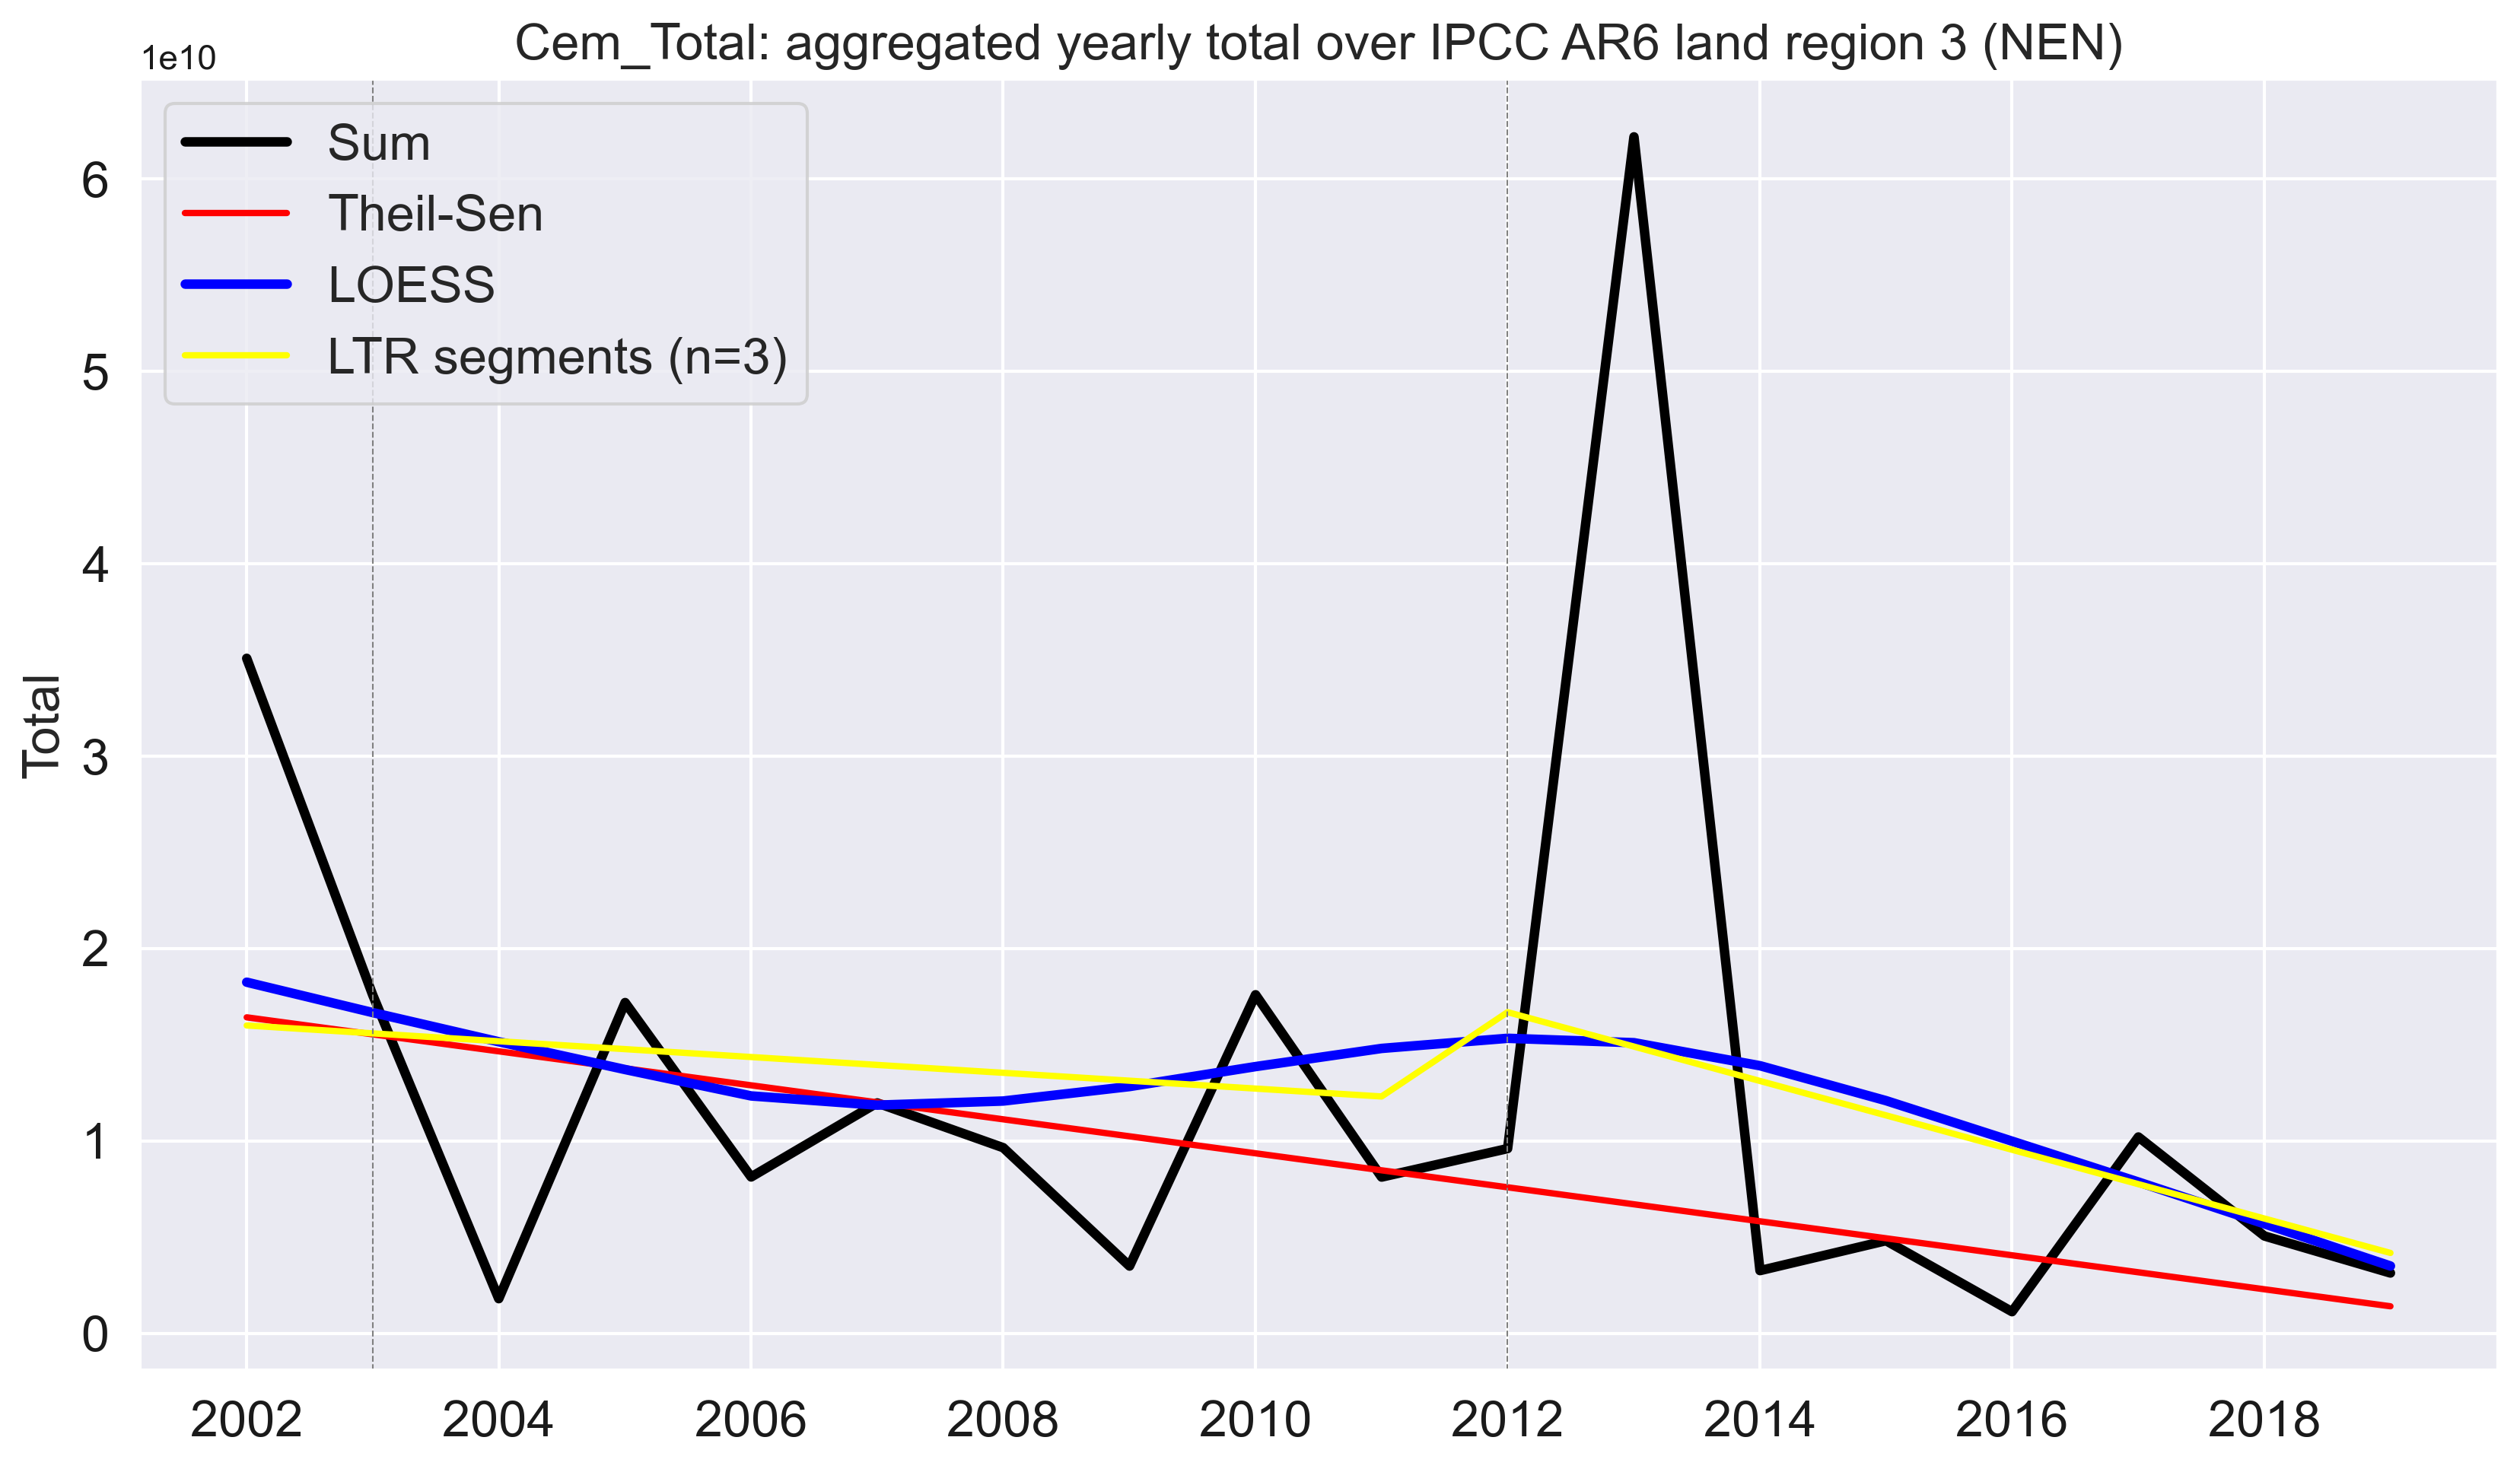 Cem_Total: aggregated yearly total over IPCC AR6 land region 3 (NEN)
1e10
Sum
Theil-Sen
LOESS
LTR segments (n=3)
Total
6
5
4
3
2
1
0
2002 2004 2006 2008 2010 2012 2014 2016 2018